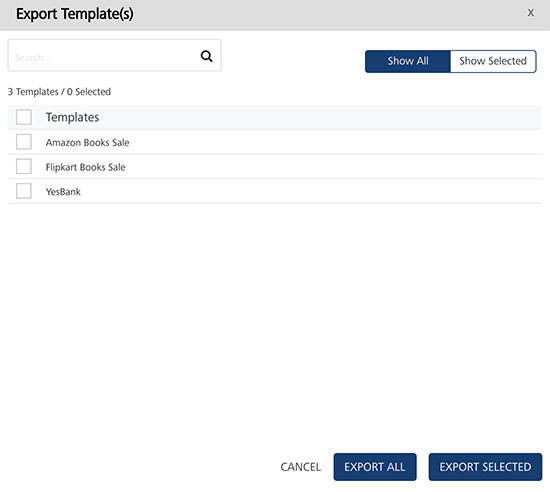 Export Template(s) X
Search...
Show All Show Selected
3 Templates / 0 Selected
Templates
Amazon Books Sale
Flipkart Books Sale
YesBank
CANCEL EXPORT ALL EXPORT SELECTED